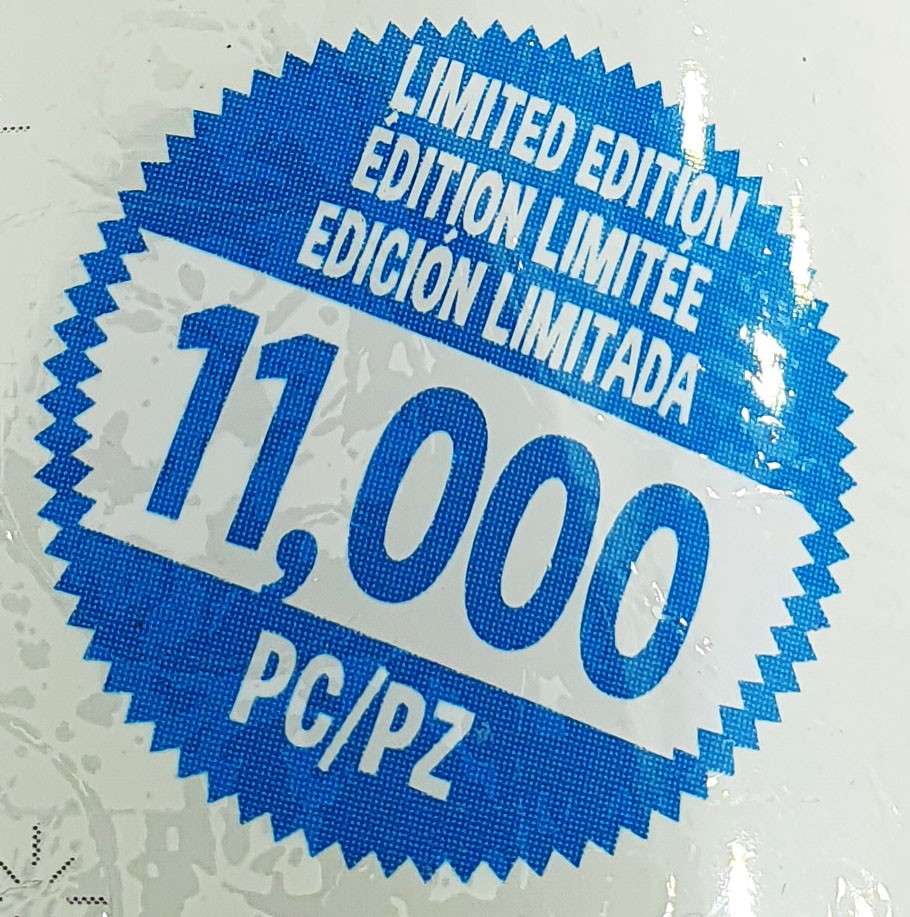 LIMITED EDITION
ÉDITION LIMITÉE
EDICIÓN LIMITADA
11,000
PC/PZ